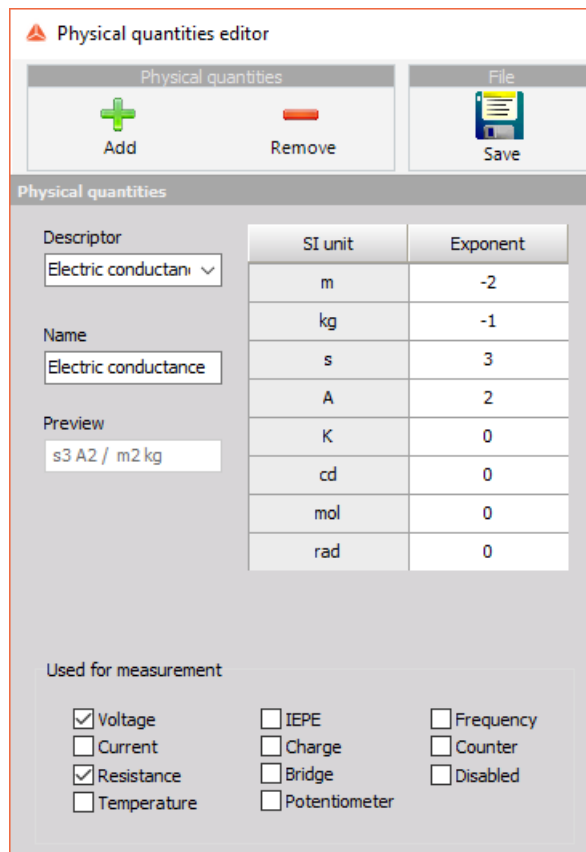 Physical quantities editor
Physical quantities
File
Add
Remove
Save
Physical quantities
Descriptor
Electric conductan
Name
Electric conductance
Preview
s3 A2 / m2 kg
SI unit Exponent
m -2
kg -1
s 3
A 2
K 0
cd 0
mol 0
rad 0
Used for measurement
Voltage IEPE Frequency
Current Charge Counter
Resistance Bridge Disabled
Temperature Potentiometer